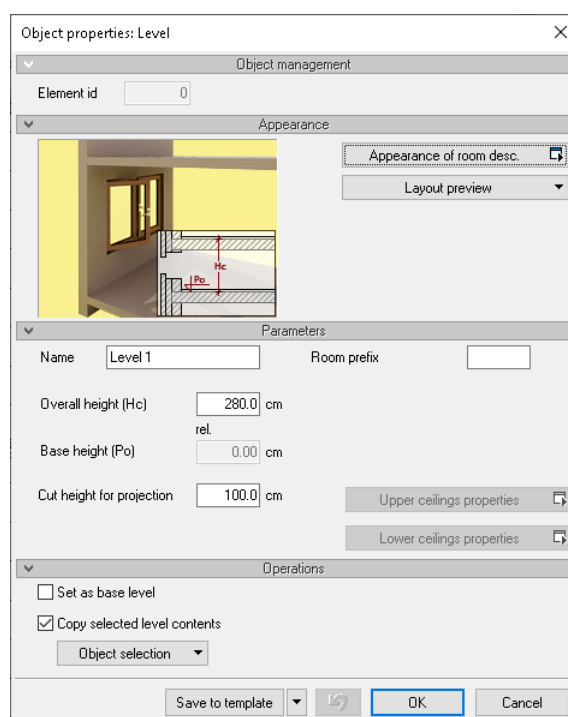 Object properties: Level
Object management
Element id 0
Appearance
Appearance of room desc.
Layout preview
Hc
Po
Parameters
Name Level 1 Room prefix
Overall height (Hc) 280.0 cm
rel.
Base height (Po) 0.00 cm
Cut height for projection 100.0 cm
Upper ceilings properties
Lower ceilings properties
Operations
Set as base level
Copy selected level contents
Object selection
Save to template OK Cancel